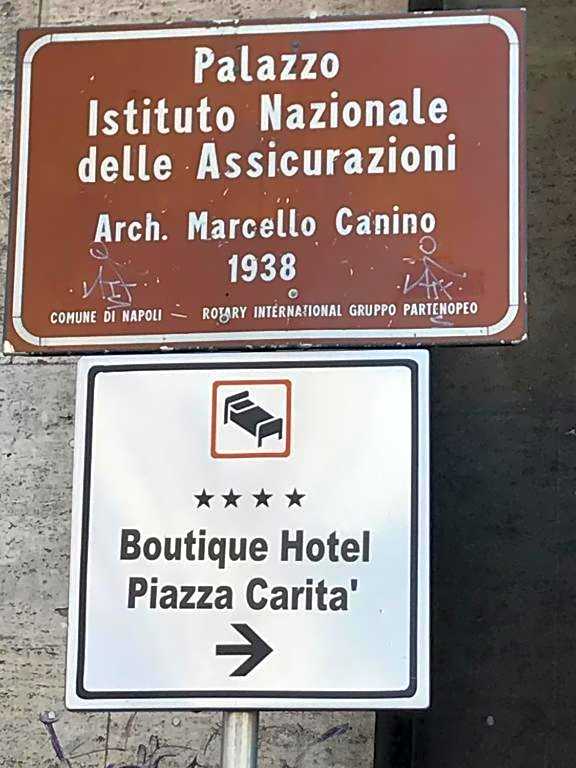 Palazzo
Istituto Nazionale
delle Assicurazioni
Arch. Marcello Canino
1938
COMUNE DI NAPOLI — ROTARY INTERNATIONAL GRUPPO PARTENOPEO
★ ★ ★ ★
Boutique Hotel
Piazza Carita'
→